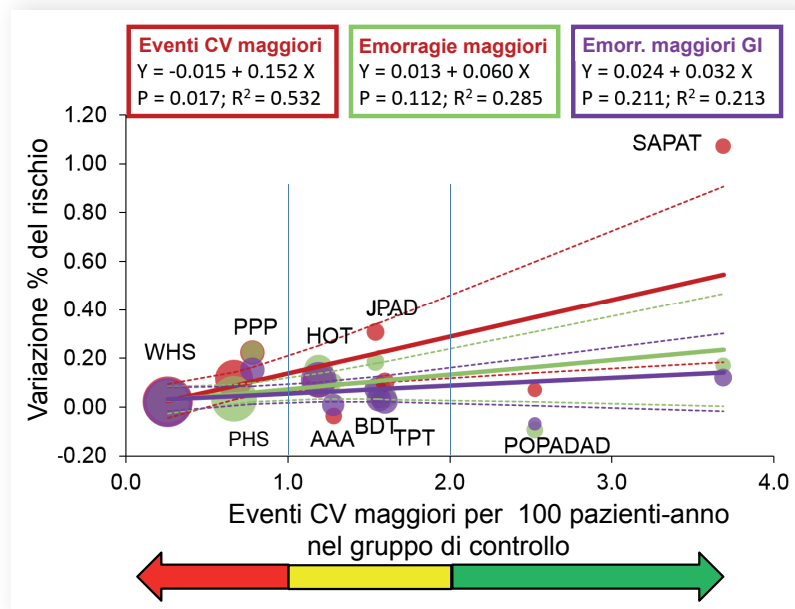 Eventi CV maggiori
Y = -0.015 + 0.152 X
P = 0.017; R² = 0.532
Emorragie maggiori
Y = 0.013 + 0.060 X
P = 0.112; R² = 0.285
Emorr. maggiori GI
Y = 0.024 + 0.032 X
P = 0.211; R² = 0.213
Variazione % del rischio
1.20
1.00
0.80
0.60
0.40
0.20
0.00
-0.20
SAPAT
JPAD
PPP
HOT
WHS
PHS
AAA
BDT
TPT
POPADAD
0.0
1.0
2.0
3.0
4.0
Eventi CV maggiori per 100 pazienti-anno
nel gruppo di controllo